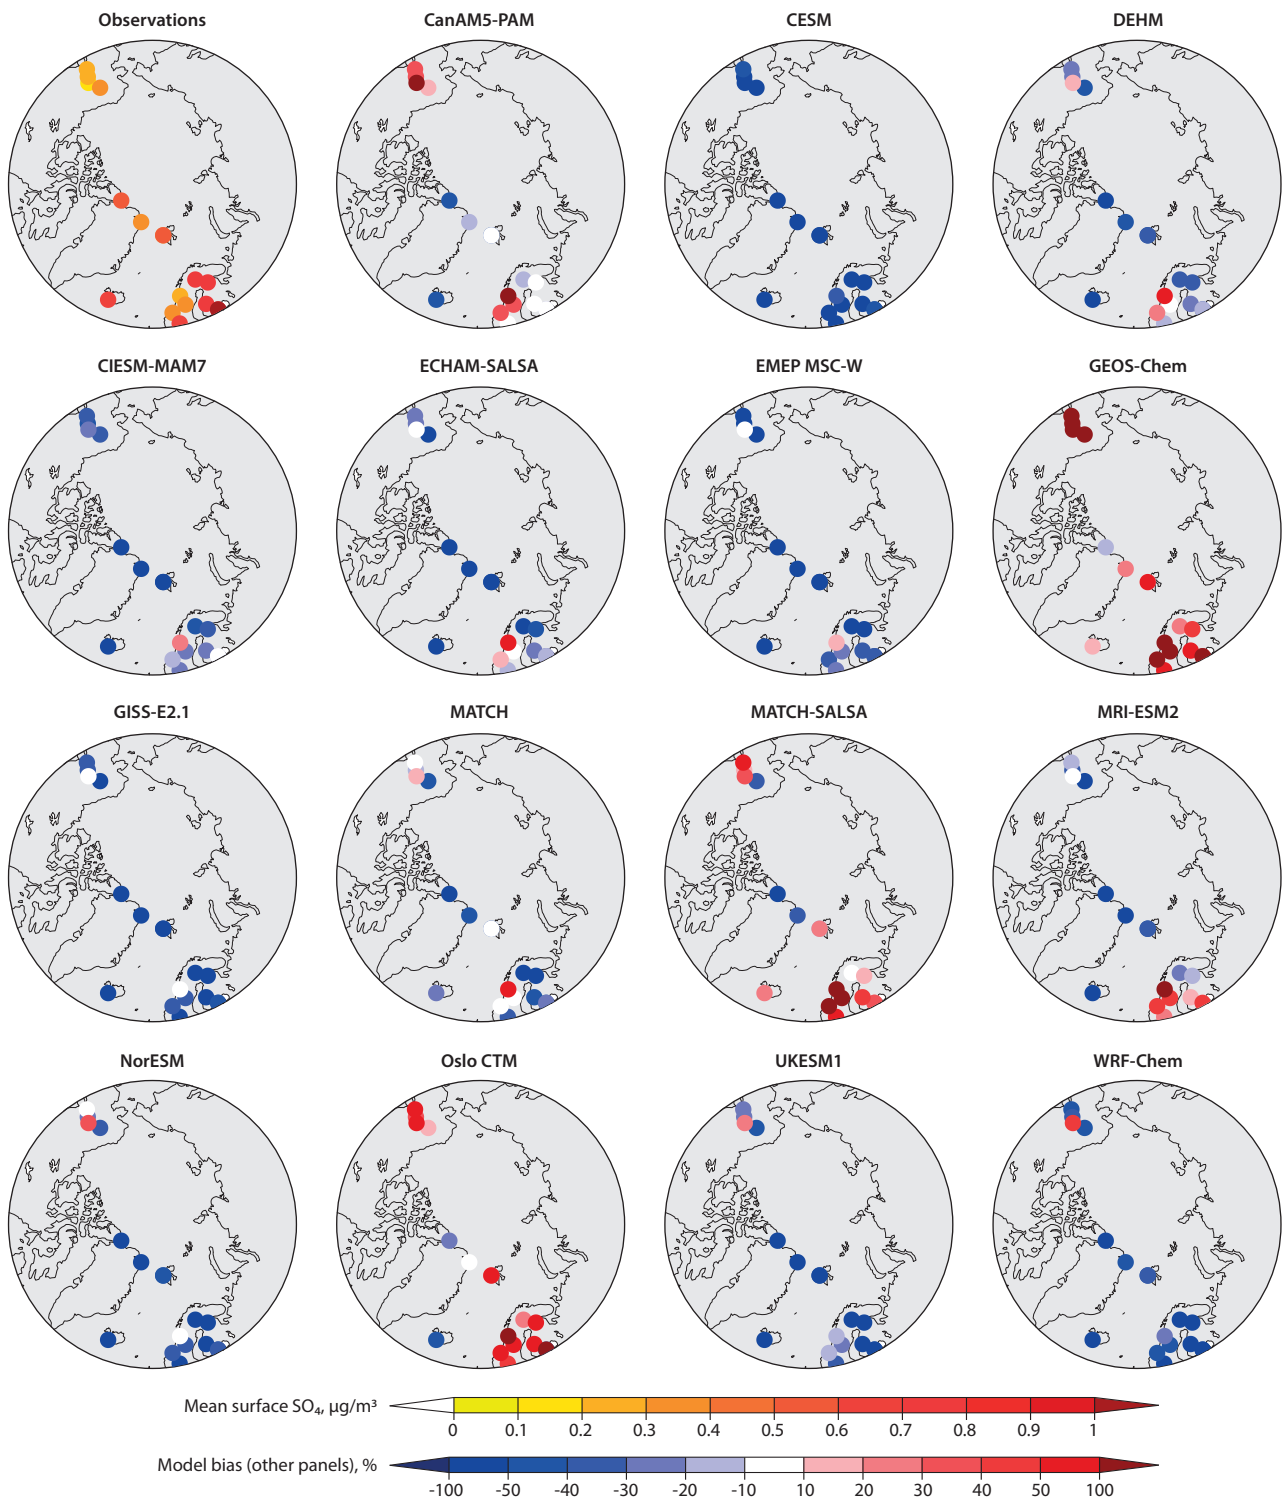 Observations
CanAM5-PAM
CESM
DEHM
CIESM-MAM7
ECHAM-SALSA
EMEP MSC-W
GEOS-Chem
GISS-E2.1
MATCH
MATCH-SALSA
MRI-ESM2
NorESM
Oslo CTM
UKESM1
WRF-Chem
Mean surface SO₄, µg/m³
0 0.1 0.2 0.3 0.4 0.5 0.6 0.7 0.8 0.9 1
Model bias (other panels), %
-100 -50 -40 -30 -20 -10 10 20 30 40 50 100